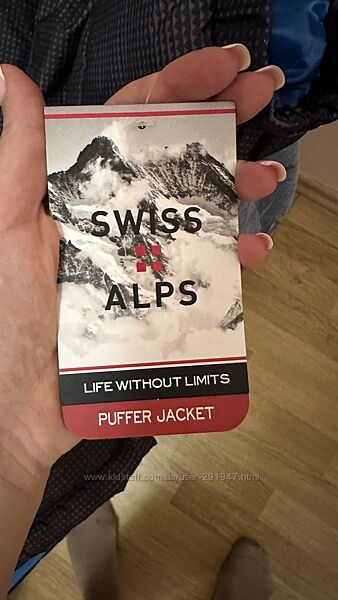 SWISS
ALPS
LIFE WITHOUT LIMITS
PUFFER JACKET
www.kidstaff.com.ua/user-291947.html